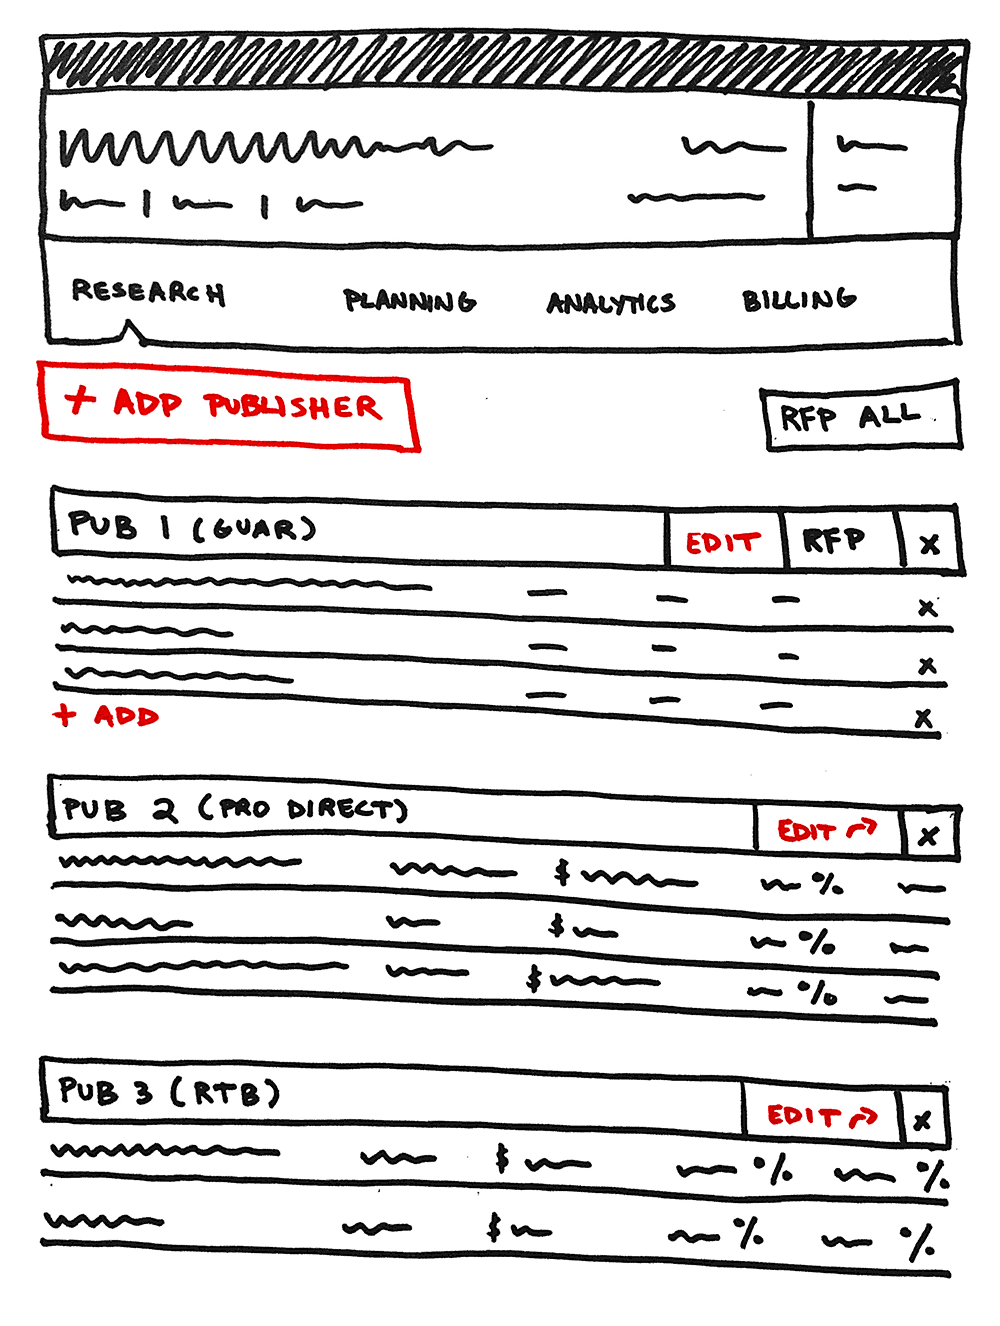 RESEARCH PLANNING ANALYTICS BILLING
+ ADD PUBLISHER RFP ALL
PUB 1 (GUAR) EDIT RFP X
X
X
+ ADD X
PUB 2 (PRO DIRECT) EDIT X
$ %
$ %
$ %
PUB 3 (RTB) EDIT X
$ % %
$ % %